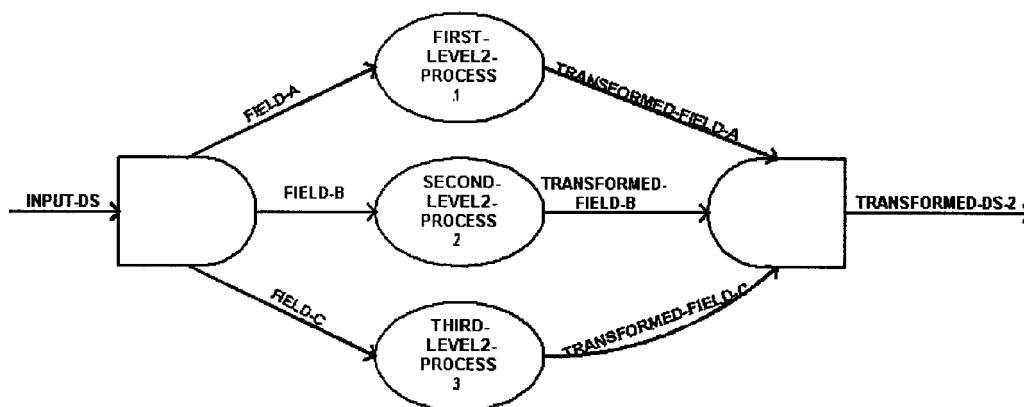 FIRST-
LEVEL2-
PROCESS
.1
FIELD-A
TRANSFORMED-FIELD-A
INPUT-DS
FIELD-B
SECOND-
LEVEL2-
PROCESS
2
TRANSFORMED-
FIELD-B
TRANSFORMED-DS-2
FIELD-C
THIRD-
LEVEL2-
PROCESS
3
TRANSFORMED-FIELD-C